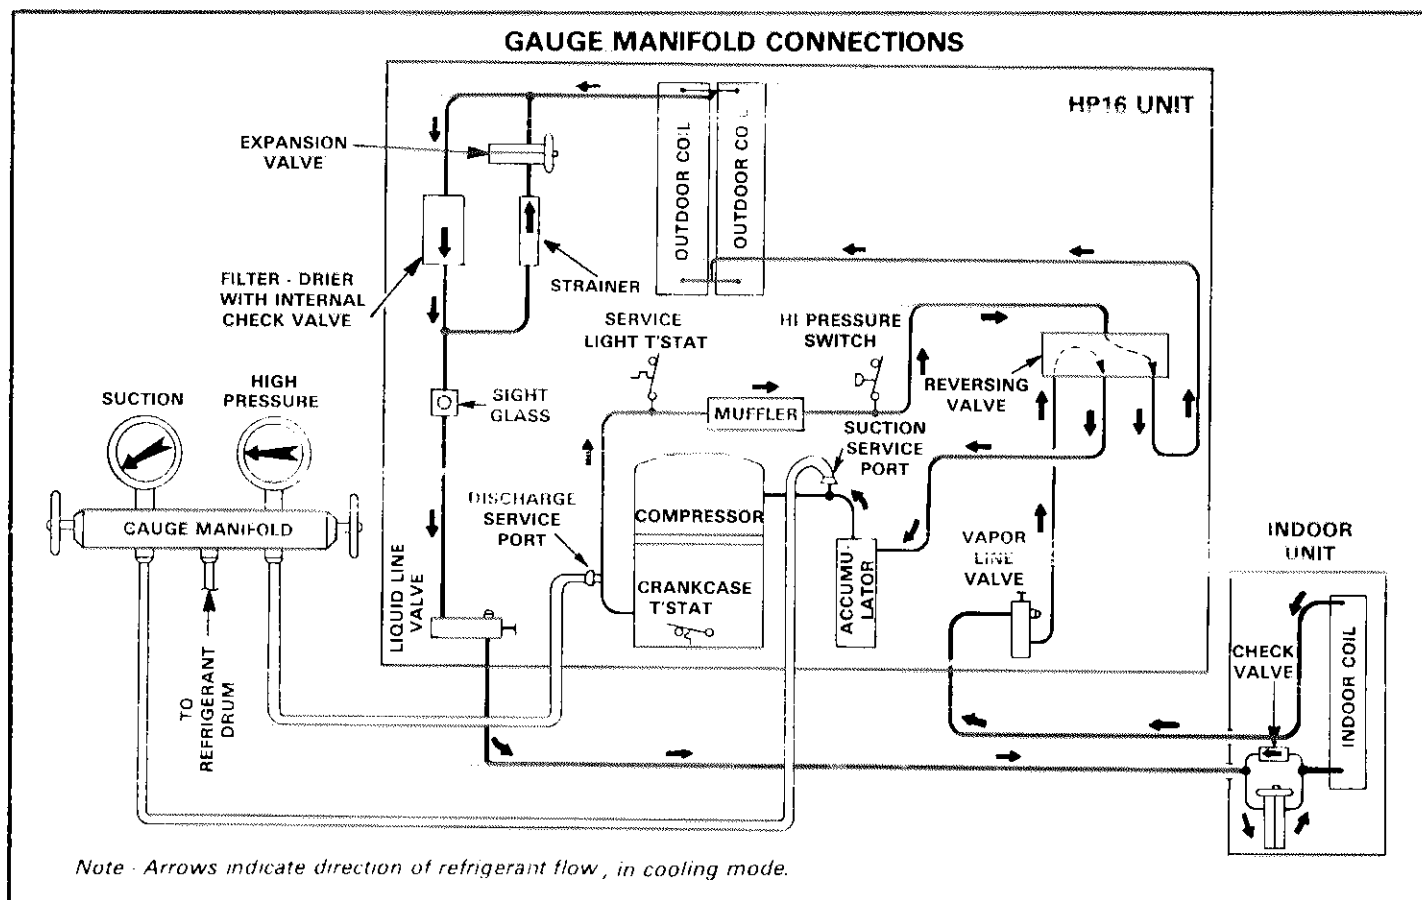 GAUGE MANIFOLD CONNECTIONS
HP16 UNIT
EXPANSION
VALVE
OUTDOOR COIL
OUTDOOR CO L
FILTER - DRIER
WITH INTERNAL
CHECK VALVE
STRAINER
SERVICE
LIGHT T'STAT
HI PRESSURE
SWITCH
REVERSING
VALVE
SUCTION
HIGH
PRESSURE
SIGHT
GLASS
MUFFLER
SUCTION
SERVICE
PORT
DISCHARGE
SERVICE
PORT
GAUGE MANIFOLD
COMPRESSOR
CRANKCASE
T'STAT
ACCUMU-
LATOR
VAPOR
LINE
VALVE
INDOOR
UNIT
LIQUID LINE
VALVE
CHECK
VALVE
INDOOR COIL
TO
REFRIGERANT
DRUM
Note - Arrows indicate direction of refrigerant flow, in cooling mode.